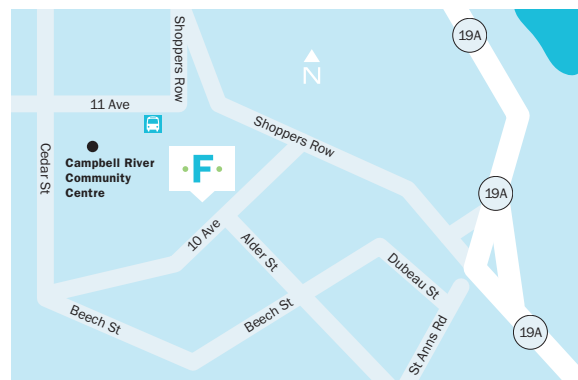 19A
Shoppers Row
N
11 Ave
Shoppers Row
Cedar St
Campbell River
Community
Centre
F
19A
10 Ave
Alder St
Dubeau St
Beech St
Beech St
St Anns Rd
19A